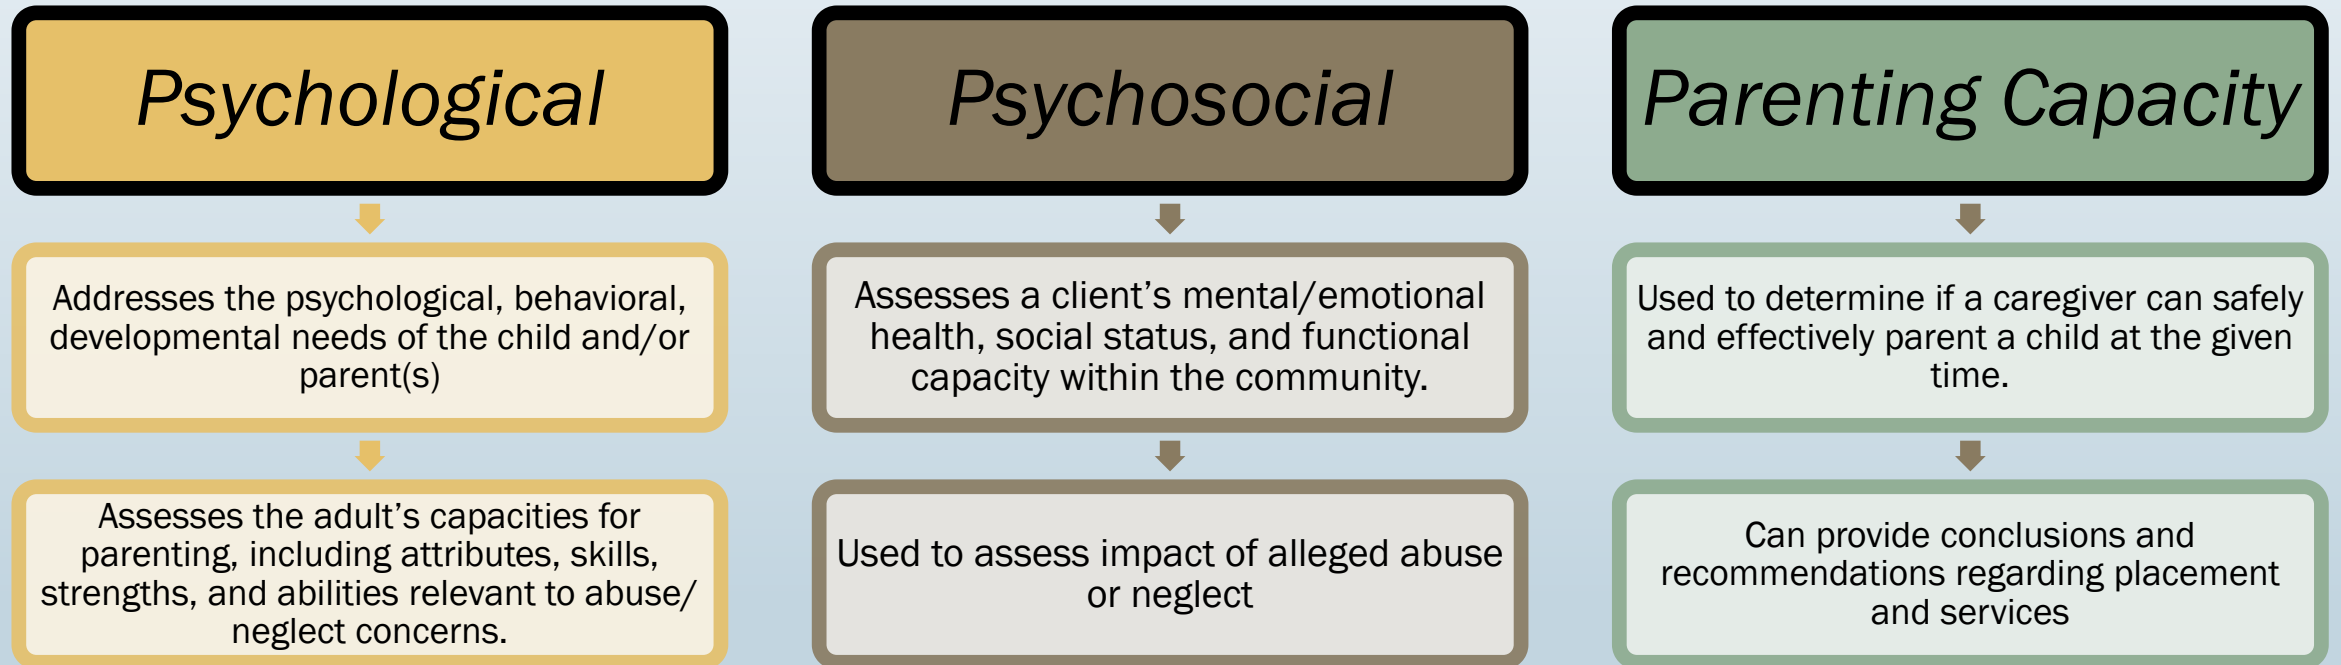 Psychological
Addresses the psychological, behavioral,
developmental needs of the child and/or
parent(s)
Assesses the adult’s capacities for
parenting, including attributes, skills,
strengths, and abilities relevant to abuse/
neglect concerns.
Psychosocial
Assesses a client’s mental/emotional
health, social status, and functional
capacity within the community.
Used to assess impact of alleged abuse
or neglect
Parenting Capacity
Used to determine if a caregiver can safely
and effectively parent a child at the given
time.
Can provide conclusions and
recommendations regarding placement
and services